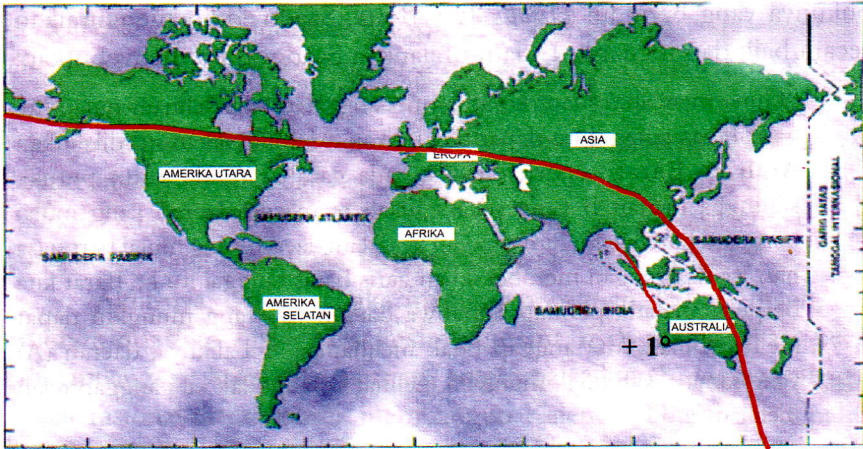 ASIA
EROPA
AMERIKA UTARA
SAMUDERA ATLANTIK
AFRIKA
SAMUDERA PASIFIK
GARIS BATAS
TANGGAL INTERNASIONAL
SAMUDERA PASIFIK
AMERIKA
SELATAN
SAMUDERA INDIA
AUSTRALIA
+ 1°